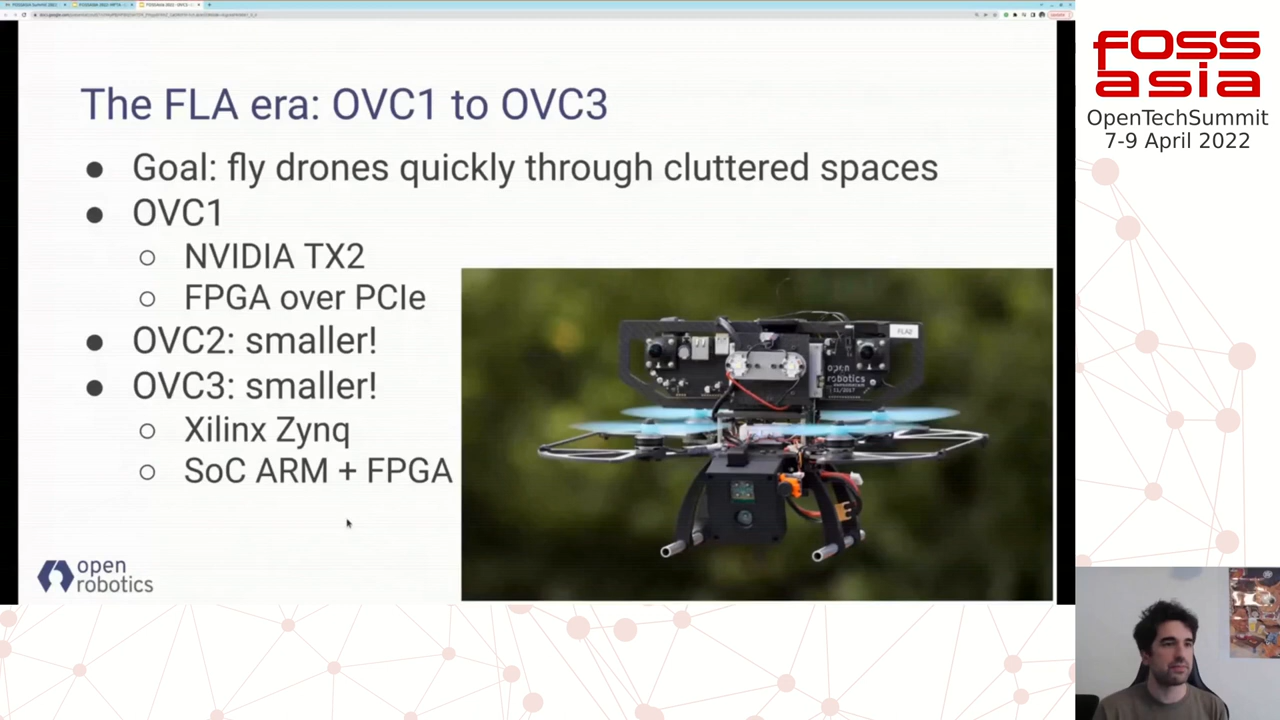 The FLA era: OVC1 to OVC3
● Goal: fly drones quickly through cluttered spaces
● OVC1
○ NVIDIA TX2
○ FPGA over PCIe
● OVC2: smaller!
● OVC3: smaller!
○ Xilinx Zynq
○ SoC ARM + FPGA
FLA2
open
robotics
11/2017
open
robotics
FOSS
asia
OpenTechSummit
7-9 April 2022